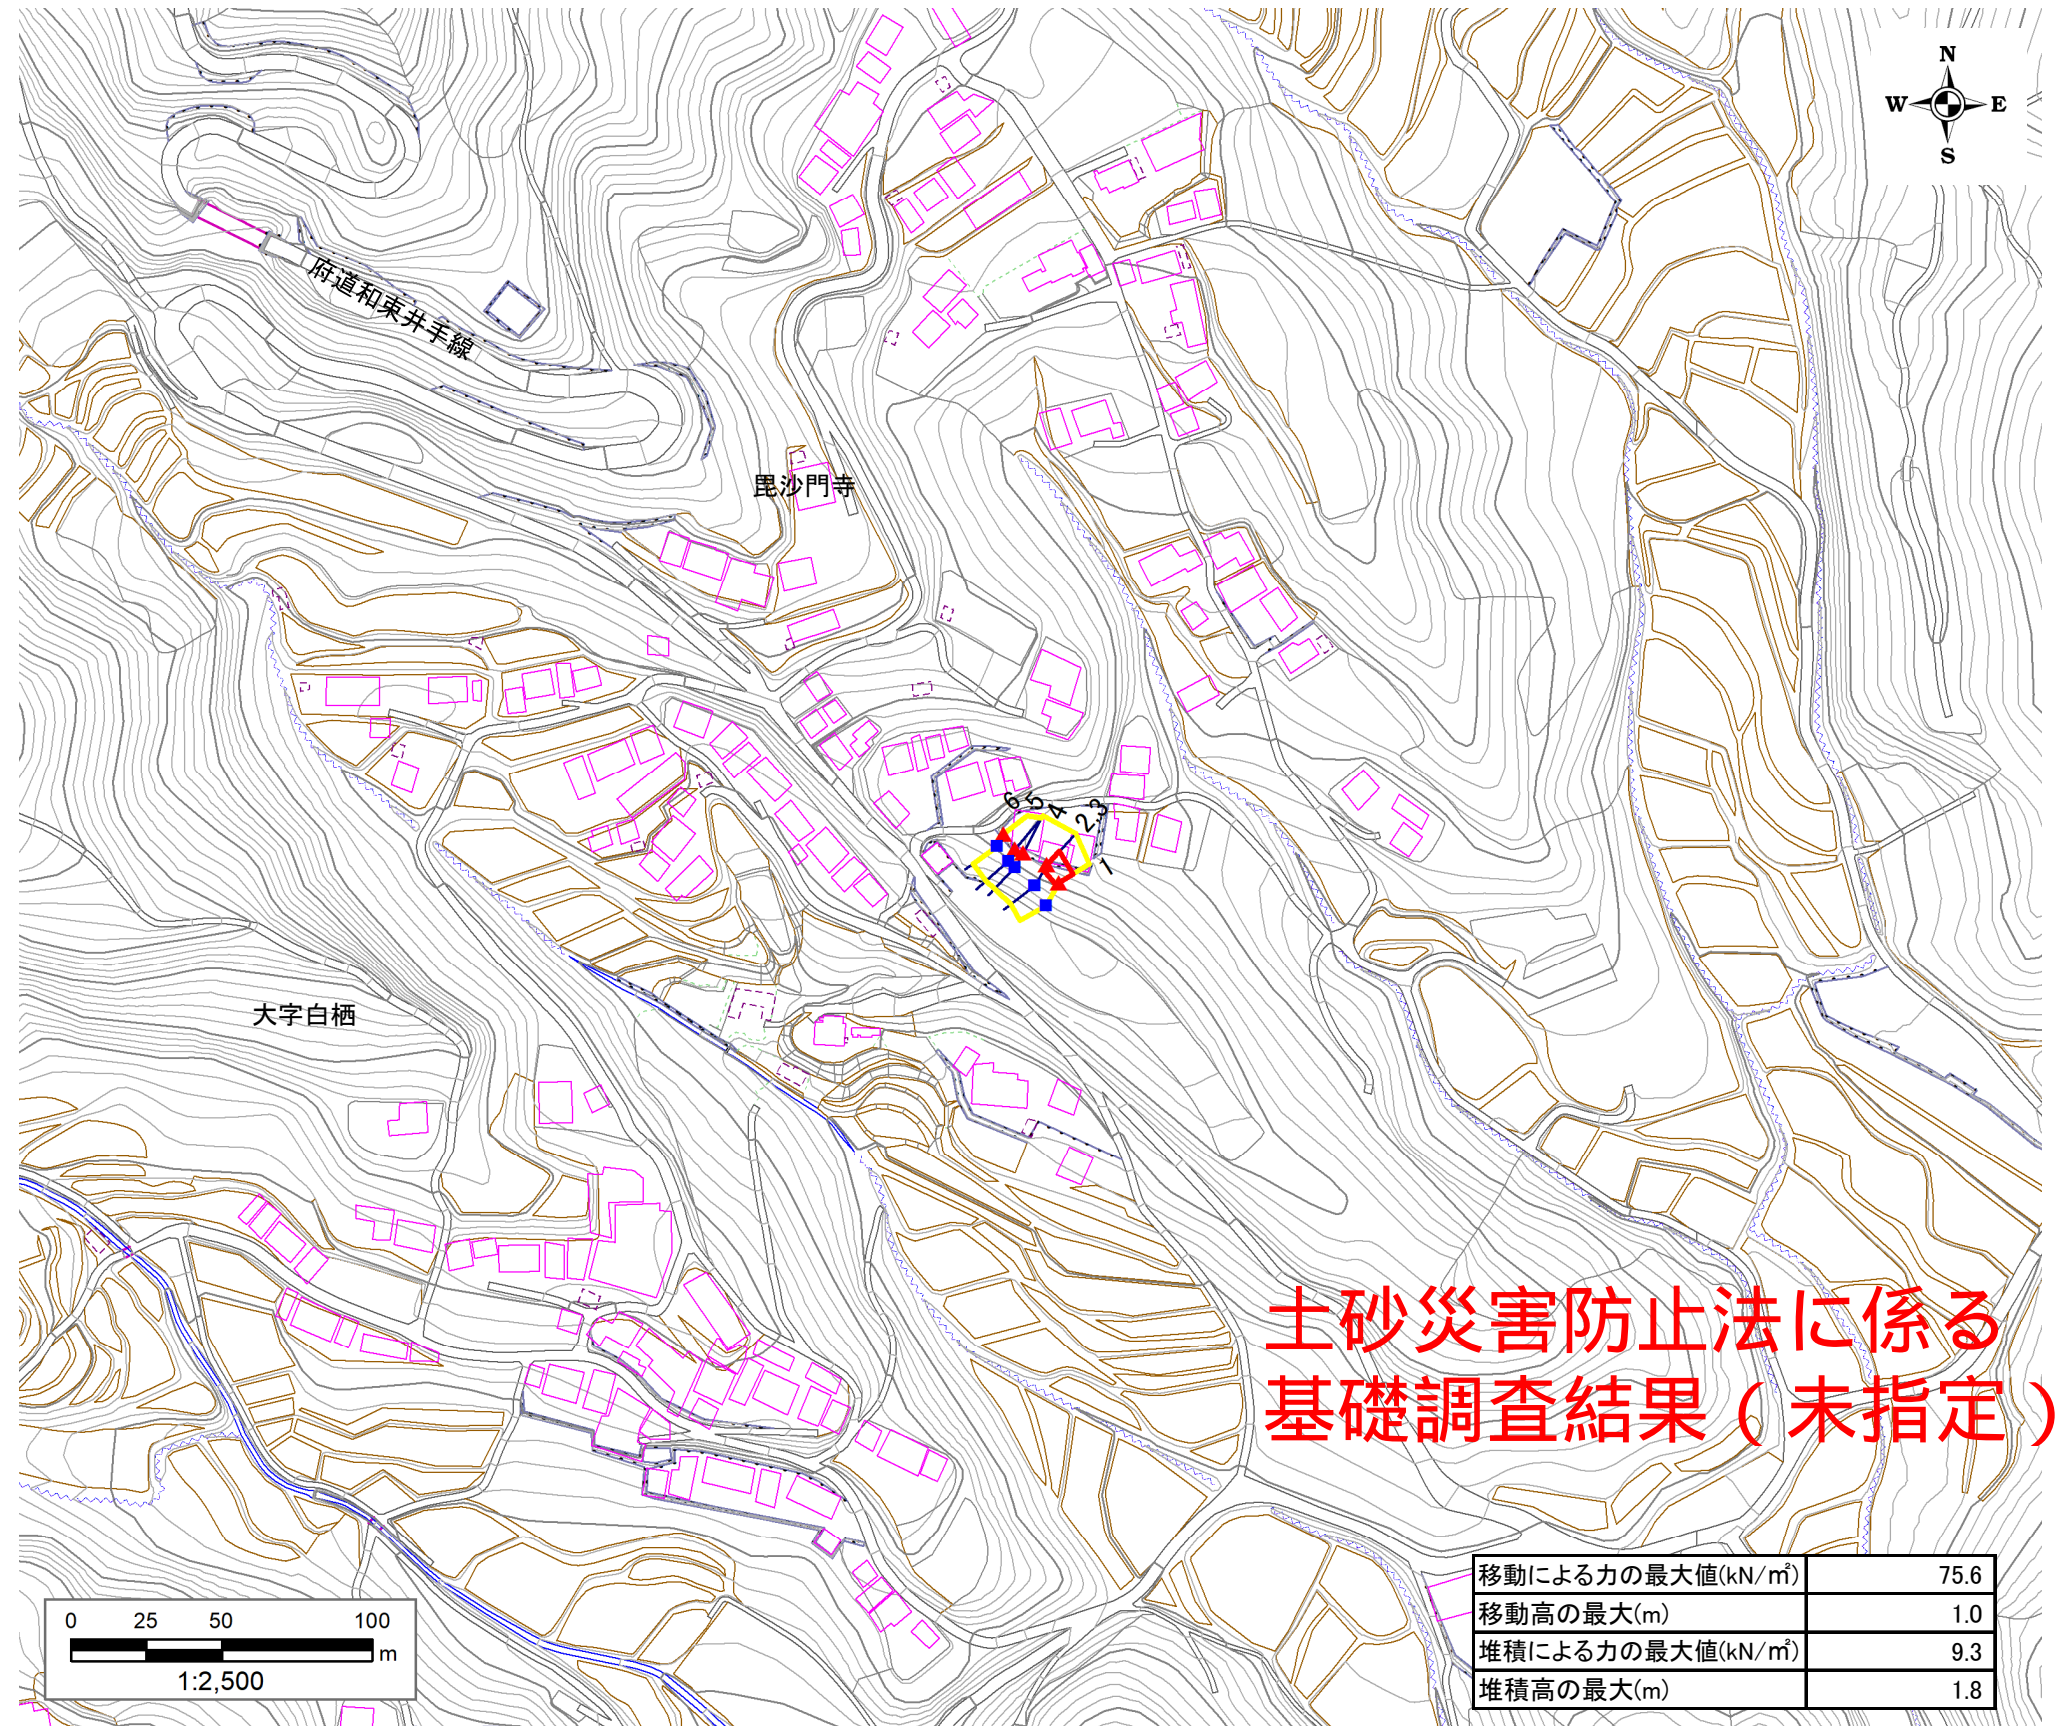 N
W E
S
府道和束井手線
毘沙門寺
6
5
4
2,3
1
大字白栖
土砂災害防止法に係る
基礎調査結果（未指定）
移動による力の最大値(kN/㎡) 75.6
移動高の最大(m) 1.0
堆積による力の最大値(kN/㎡) 9.3
堆積高の最大(m) 1.8
0 25 50 100
m
1:2,500